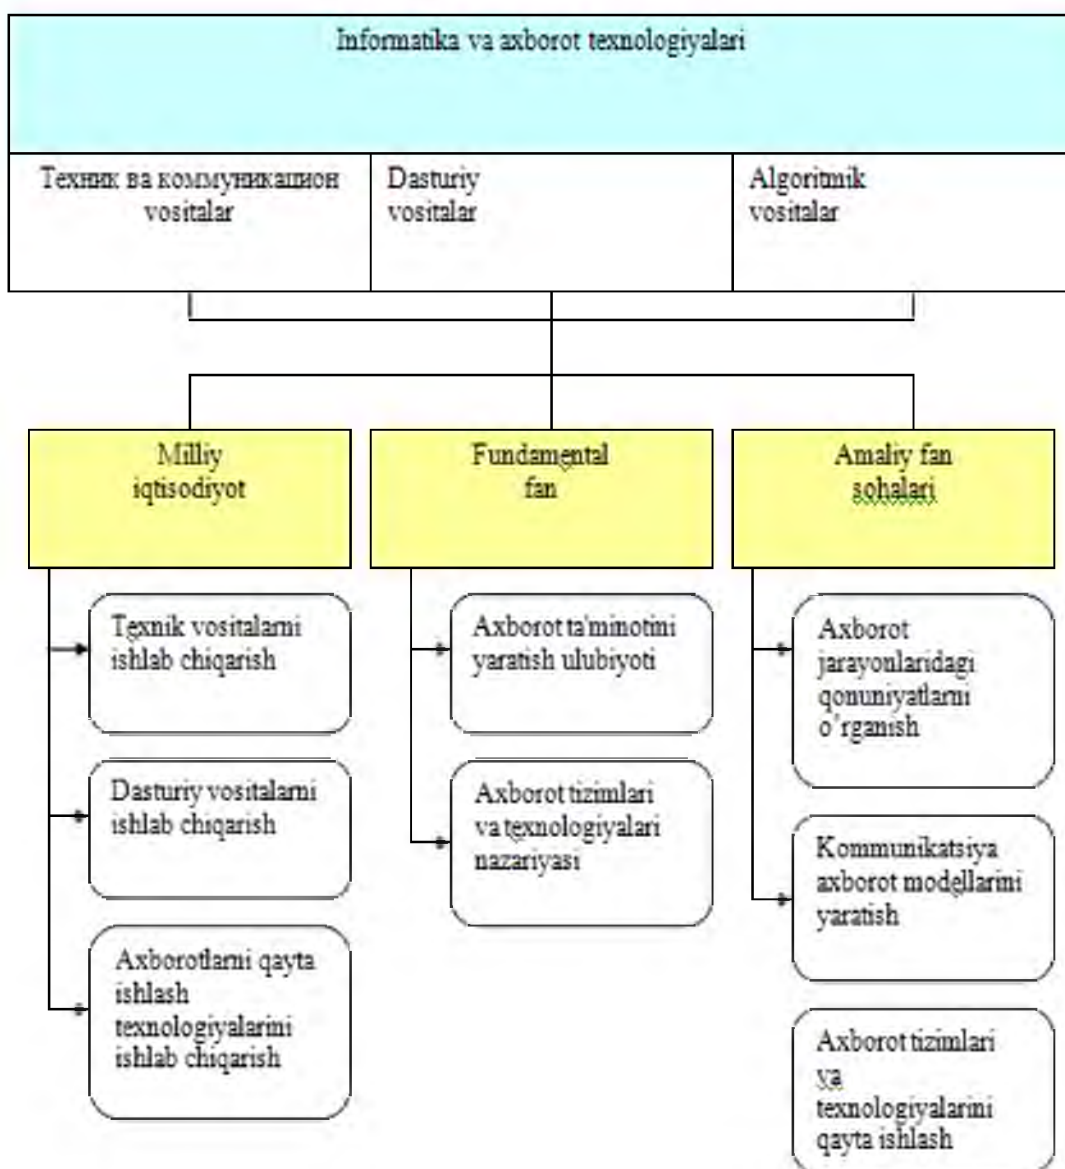 Informatika va axborot texnologiyalari
Техник ва коммуникацион
vositalar
Dasturiy
vositalar
Algoritmik
vositalar
Milliy
iqtisodiyot
Fundamental
fan
Amaliy fan
sohalari
Texnik vositalarni
ishlab chiqarish
Dasturiy vositalarni
ishlab chiqarish
Axborotlarni qayta
ishlash
texnologiyalarini
ishlab chiqarish
Axborot ta'minotini
yaratish ulubiyoti
Axborot tizimlari
va texnologiyalari
nazariyasi
Axborot
jarayonlaridagi
qonuniyatlarni
o'rganish
Kommunikatsiya
axborot modellarini
yaratish
Axborot tizimlari
va
texnologiyalarini
qayta ishlash